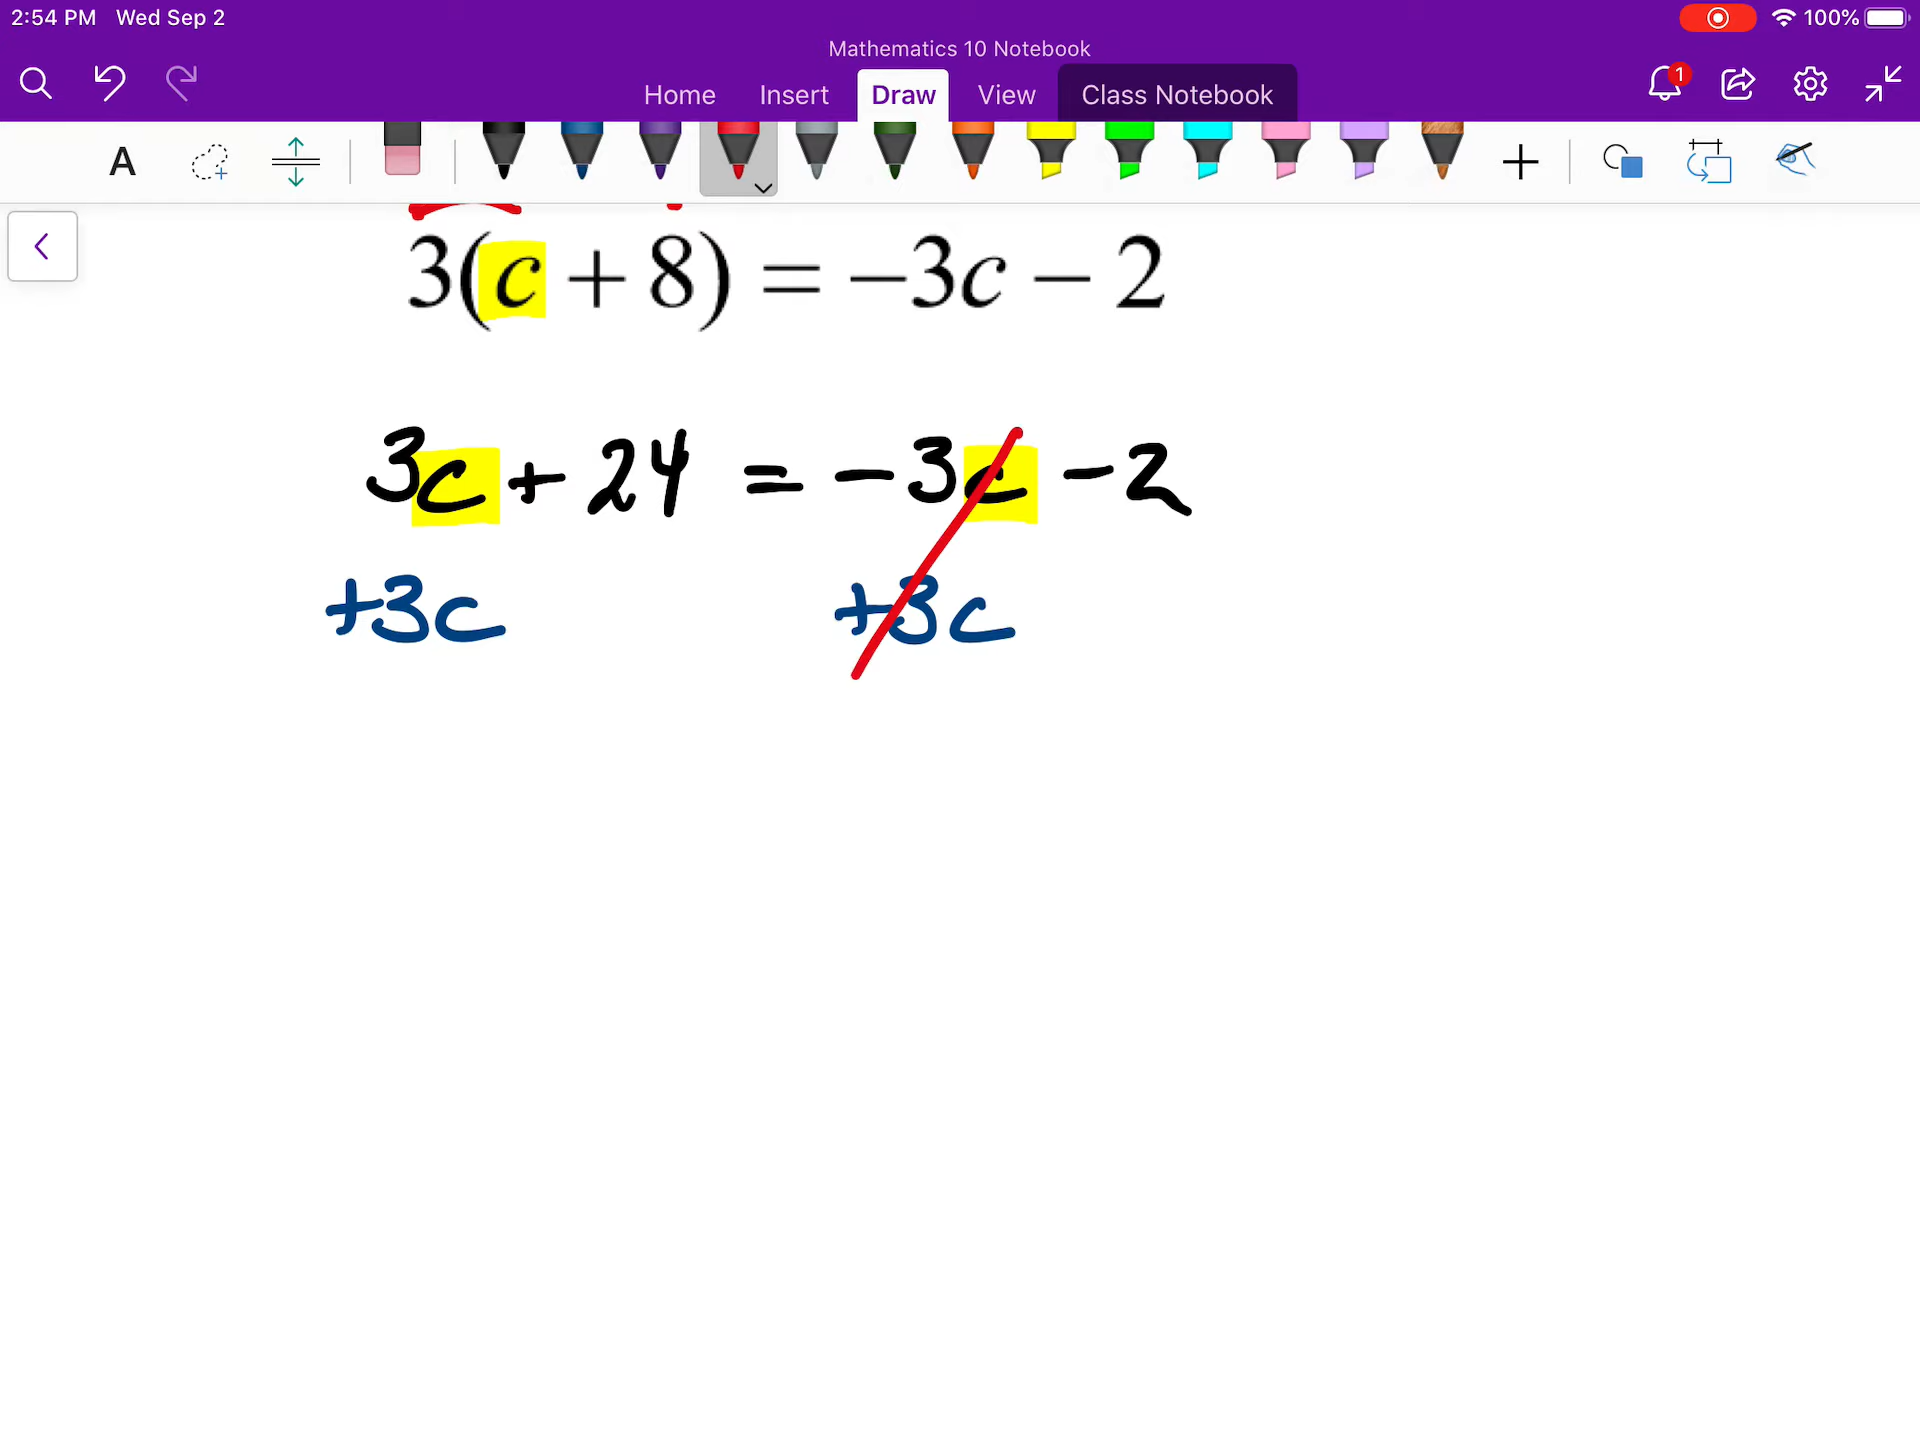 2:54 PM Wed Sep 2 100%
Mathematics 10 Notebook
1
Home Insert Draw View Class Notebook
A
3(c + 8) = −3c − 2
3c + 24 = −3c −2
+3c +3c